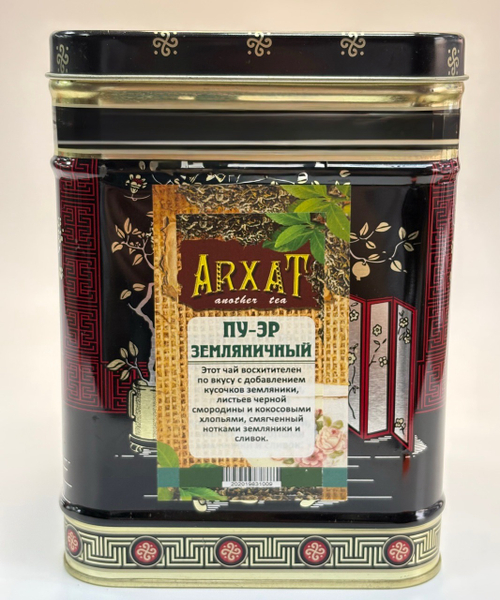 ARXAT
another tea
ПУ-ЭР
ЗЕМЛЯНИЧНЫЙ
Этот чай восхитителен
по вкусу с добавлением
кусочков земляники,
листьев черной
смородины и кокосовыми
хлопьями, смягченный
нотками земляники и
сливок.